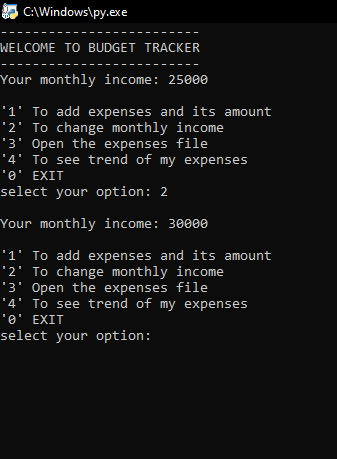 C:\Windows\py.exe
-------------------------
WELCOME TO BUDGET TRACKER
-------------------------
Your monthly income: 25000

'1' To add expenses and its amount
'2' To change monthly income
'3' Open the expenses file
'4' To see trend of my expenses
'0' EXIT
select your option: 2

Your monthly income: 30000

'1' To add expenses and its amount
'2' To change monthly income
'3' Open the expenses file
'4' To see trend of my expenses
'0' EXIT
select your option: